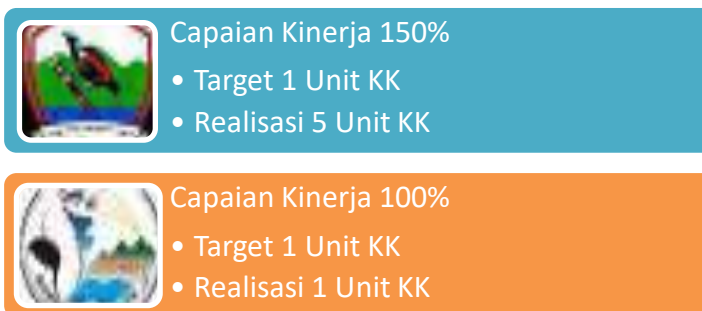 Capaian Kinerja 150%
• Target 1 Unit KK
• Realisasi 5 Unit KK
Capaian Kinerja 100%
• Target 1 Unit KK
• Realisasi 1 Unit KK